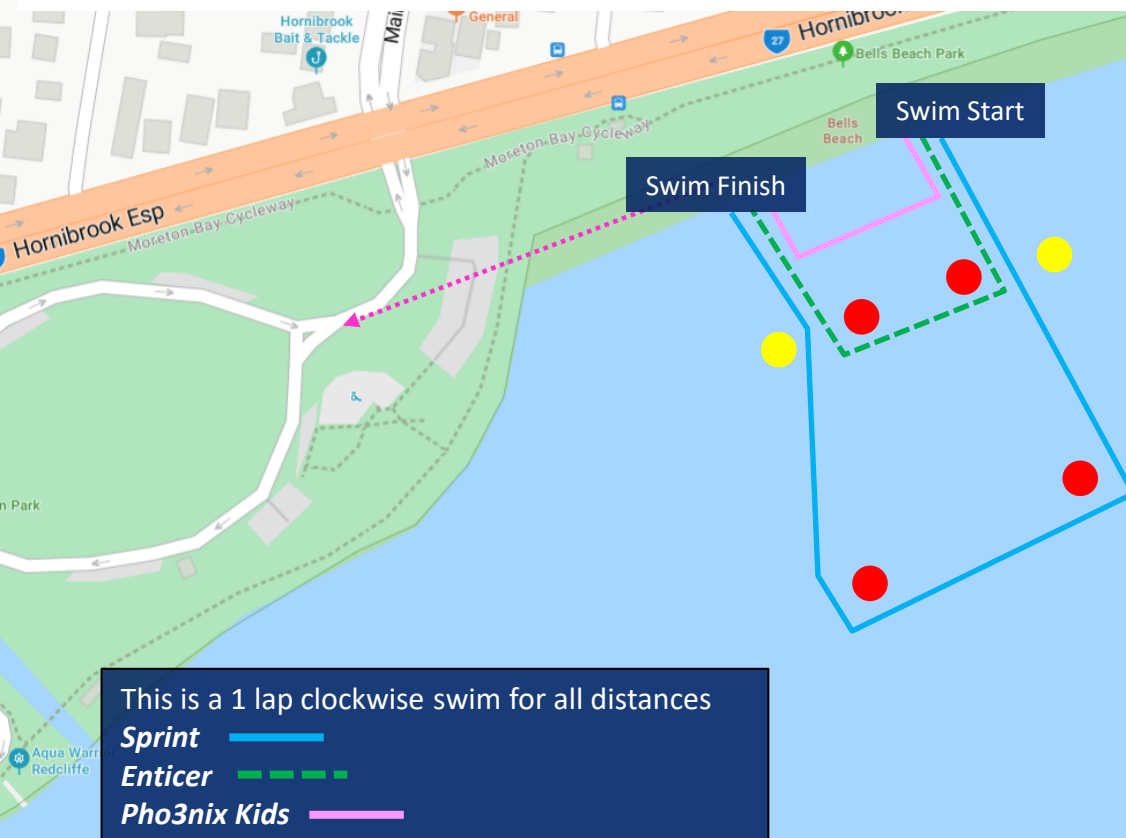 General
Hornibrook
Bait & Tackle
Mai
27
Hornibroo
Bells Beach Park
Swim Start
Bells
Beach
Moreton Bay Cycleway
Swim Finish
Hornibrook Esp
Moreton Bay Cycleway
n Park
This is a 1 lap clockwise swim for all distances
Sprint
Enticer
Pho3nix Kids
Aqua Warri
Redcliffe